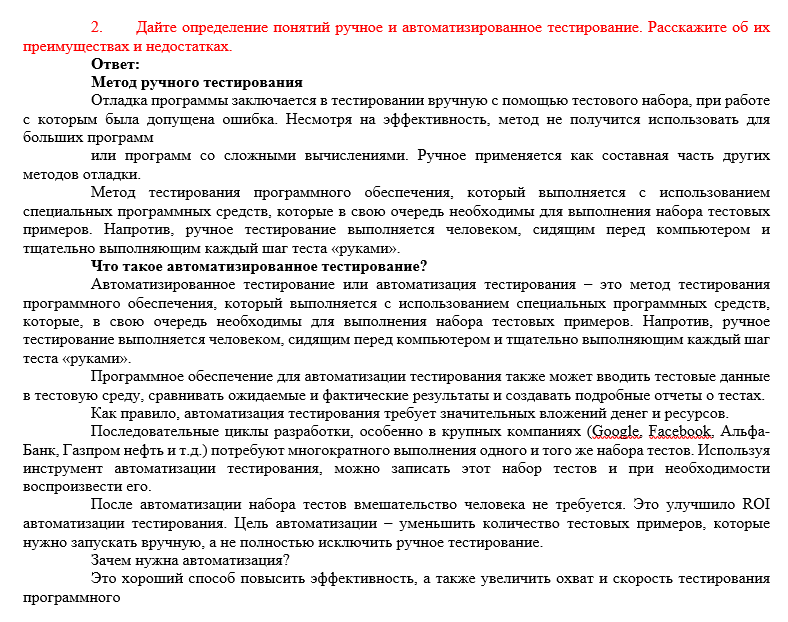 2. Дайте определение понятий ручное и автоматизированное тестирование. Расскажите об их
преимуществах и недостатках.
Ответ:
Метод ручного тестирования
Отладка программы заключается в тестировании вручную с помощью тестового набора, при работе
с которым была допущена ошибка. Несмотря на эффективность, метод не получится использовать для
больших программ
или программ со сложными вычислениями. Ручное применяется как составная часть других
методов отладки.
Метод тестирования программного обеспечения, который выполняется с использованием
специальных программных средств, которые в свою очередь необходимы для выполнения набора тестовых
примеров. Напротив, ручное тестирование выполняется человеком, сидящим перед компьютером и
тщательно выполняющим каждый шаг теста «руками».
Что такое автоматизированное тестирование?
Автоматизированное тестирование или автоматизация тестирования – это метод тестирования
программного обеспечения, который выполняется с использованием специальных программных средств,
которые, в свою очередь необходимы для выполнения набора тестовых примеров. Напротив, ручное
тестирование выполняется человеком, сидящим перед компьютером и тщательно выполняющим каждый шаг
теста «руками».
Программное обеспечение для автоматизации тестирования также может вводить тестовые данные
в тестовую среду, сравнивать ожидаемые и фактические результаты и создавать подробные отчеты о тестах.
Как правило, автоматизация тестирования требует значительных вложений денег и ресурсов.
Последовательные циклы разработки, особенно в крупных компаниях (Google, Facebook, Альфа-
Банк, Газпром нефть и т.д.) потребуют многократного выполнения одного и того же набора тестов. Используя
инструмент автоматизации тестирования, можно записать этот набор тестов и при необходимости
воспроизвести его.
После автоматизации набора тестов вмешательство человека не требуется. Это улучшило ROI
автоматизации тестирования. Цель автоматизации – уменьшить количество тестовых примеров, которые
нужно запускать вручную, а не полностью исключить ручное тестирование.
Зачем нужна автоматизация?
Это хороший способ повысить эффективность, а также увеличить охват и скорость тестирования
программного